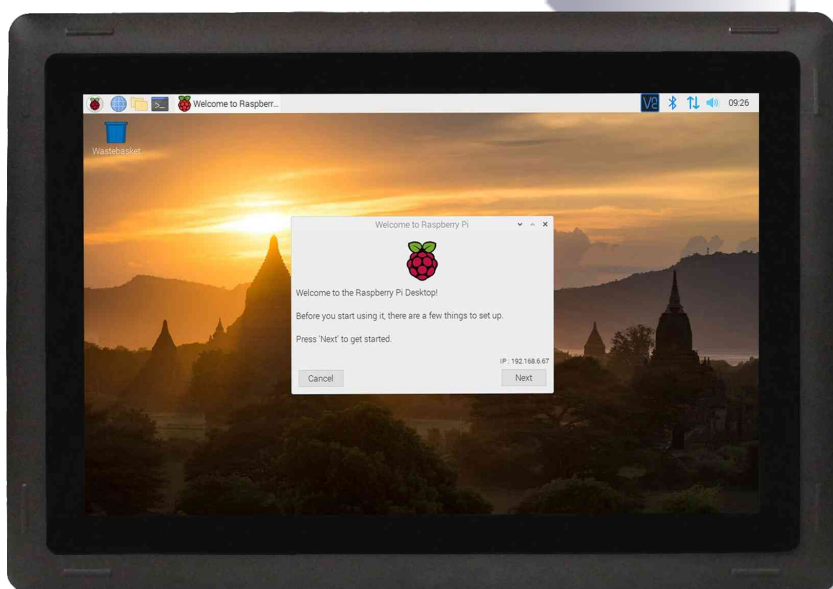 Welcome to Raspberr...
V2
09:26
Wastebasket
Welcome to Raspberry Pi
Welcome to the Raspberry Pi Desktop!
Before you start using it, there are a few things to set up.
Press 'Next' to get started.
IP : 192.168.6.67
Cancel
Next